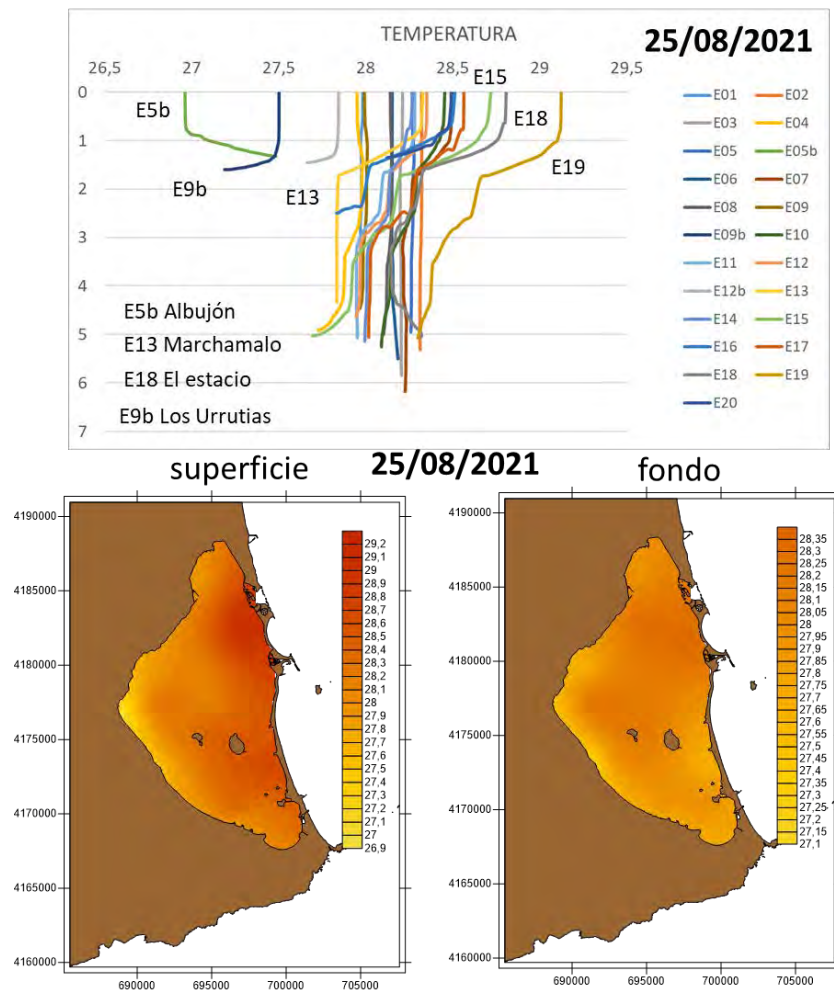 TEMPERATURA
25/08/2021
26,5 27 27,5 28 28,5 29 29,5
E15
0
E5b
E18
1
E9b
E13
E19
2
3
4
E5b Albujón
5
E13 Marchamalo
E18 El estacio
6
E9b Los Urrutias
7
E01 E02
E03 E04
E05 E05b
E06 E07
E08 E09
E09b E10
E11 E12
E12b E13
E14 E15
E16 E17
E18 E19
E20
superficie 25/08/2021 fondo
4190000
4185000
4180000
4175000
4170000
4165000
4160000
690000 695000 700000 705000
29,2
29,1
29
28,9
28,8
28,7
28,6
28,5
28,4
28,3
28,2
28,1
28
27,9
27,8
27,7
27,6
27,5
27,4
27,3
27,2
27,1
27
26,9
4190000
4185000
4180000
4175000
4170000
4165000
4160000
690000 695000 700000 705000
28,35
28,3
28,25
28,2
28,15
28,1
28,05
28
27,95
27,9
27,85
27,8
27,75
27,7
27,65
27,6
27,55
27,5
27,45
27,4
27,35
27,3
27,25
27,2
27,15
27,1